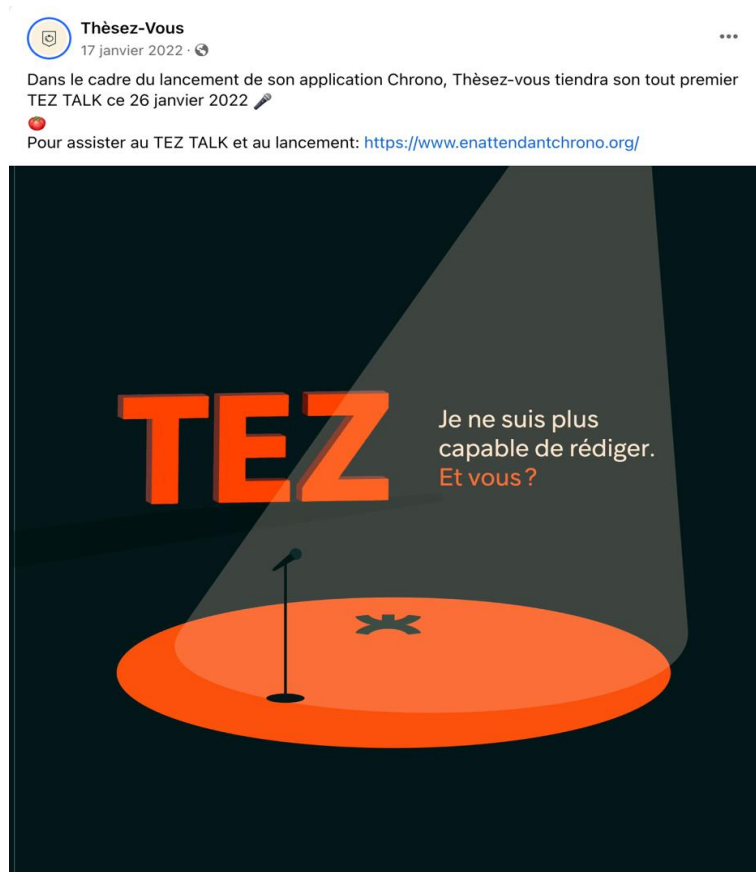 Thèsez-Vous
17 janvier 2022 ·
Dans le cadre du lancement de son application Chrono, Thèsez-vous tiendra son tout premier
TEZ TALK ce 26 janvier 2022 🎤
🍅
Pour assister au TEZ TALK et au lancement: https://www.enattendantchrono.org/
TEZ
Je ne suis plus
capable de rédiger.
Et vous ?